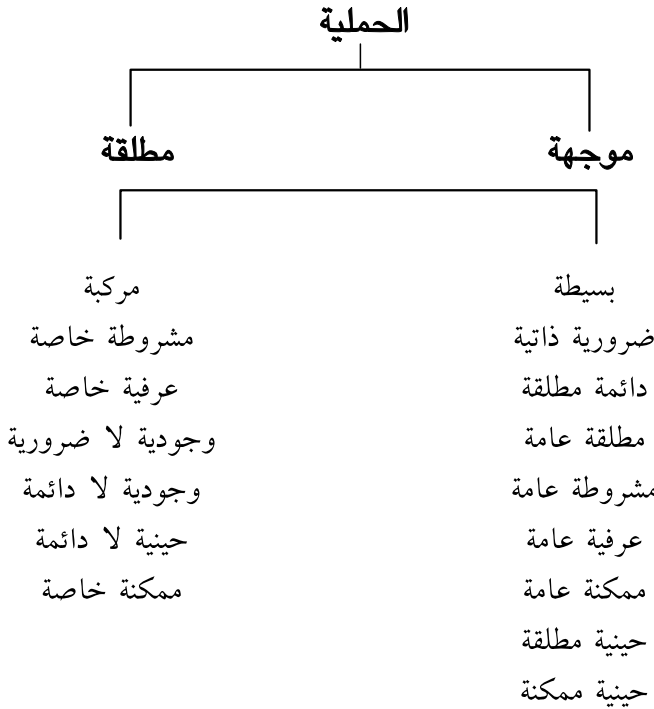 الحملية
موجهة مطلقة
بسيطة مركبة
ضرورية ذاتية مشروطة خاصة
دائمة مطلقة عرفية خاصة
مطلقة عامة وجودية لا ضرورية
مشروطة عامة وجودية لا دائمة
عرفية عامة حينية لا دائمة
ممكنة عامة ممكنة خاصة
حينية مطلقة
حينية ممكنة